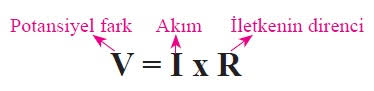 Potansiyel fark Akım İletkenin direnci
V = I x R